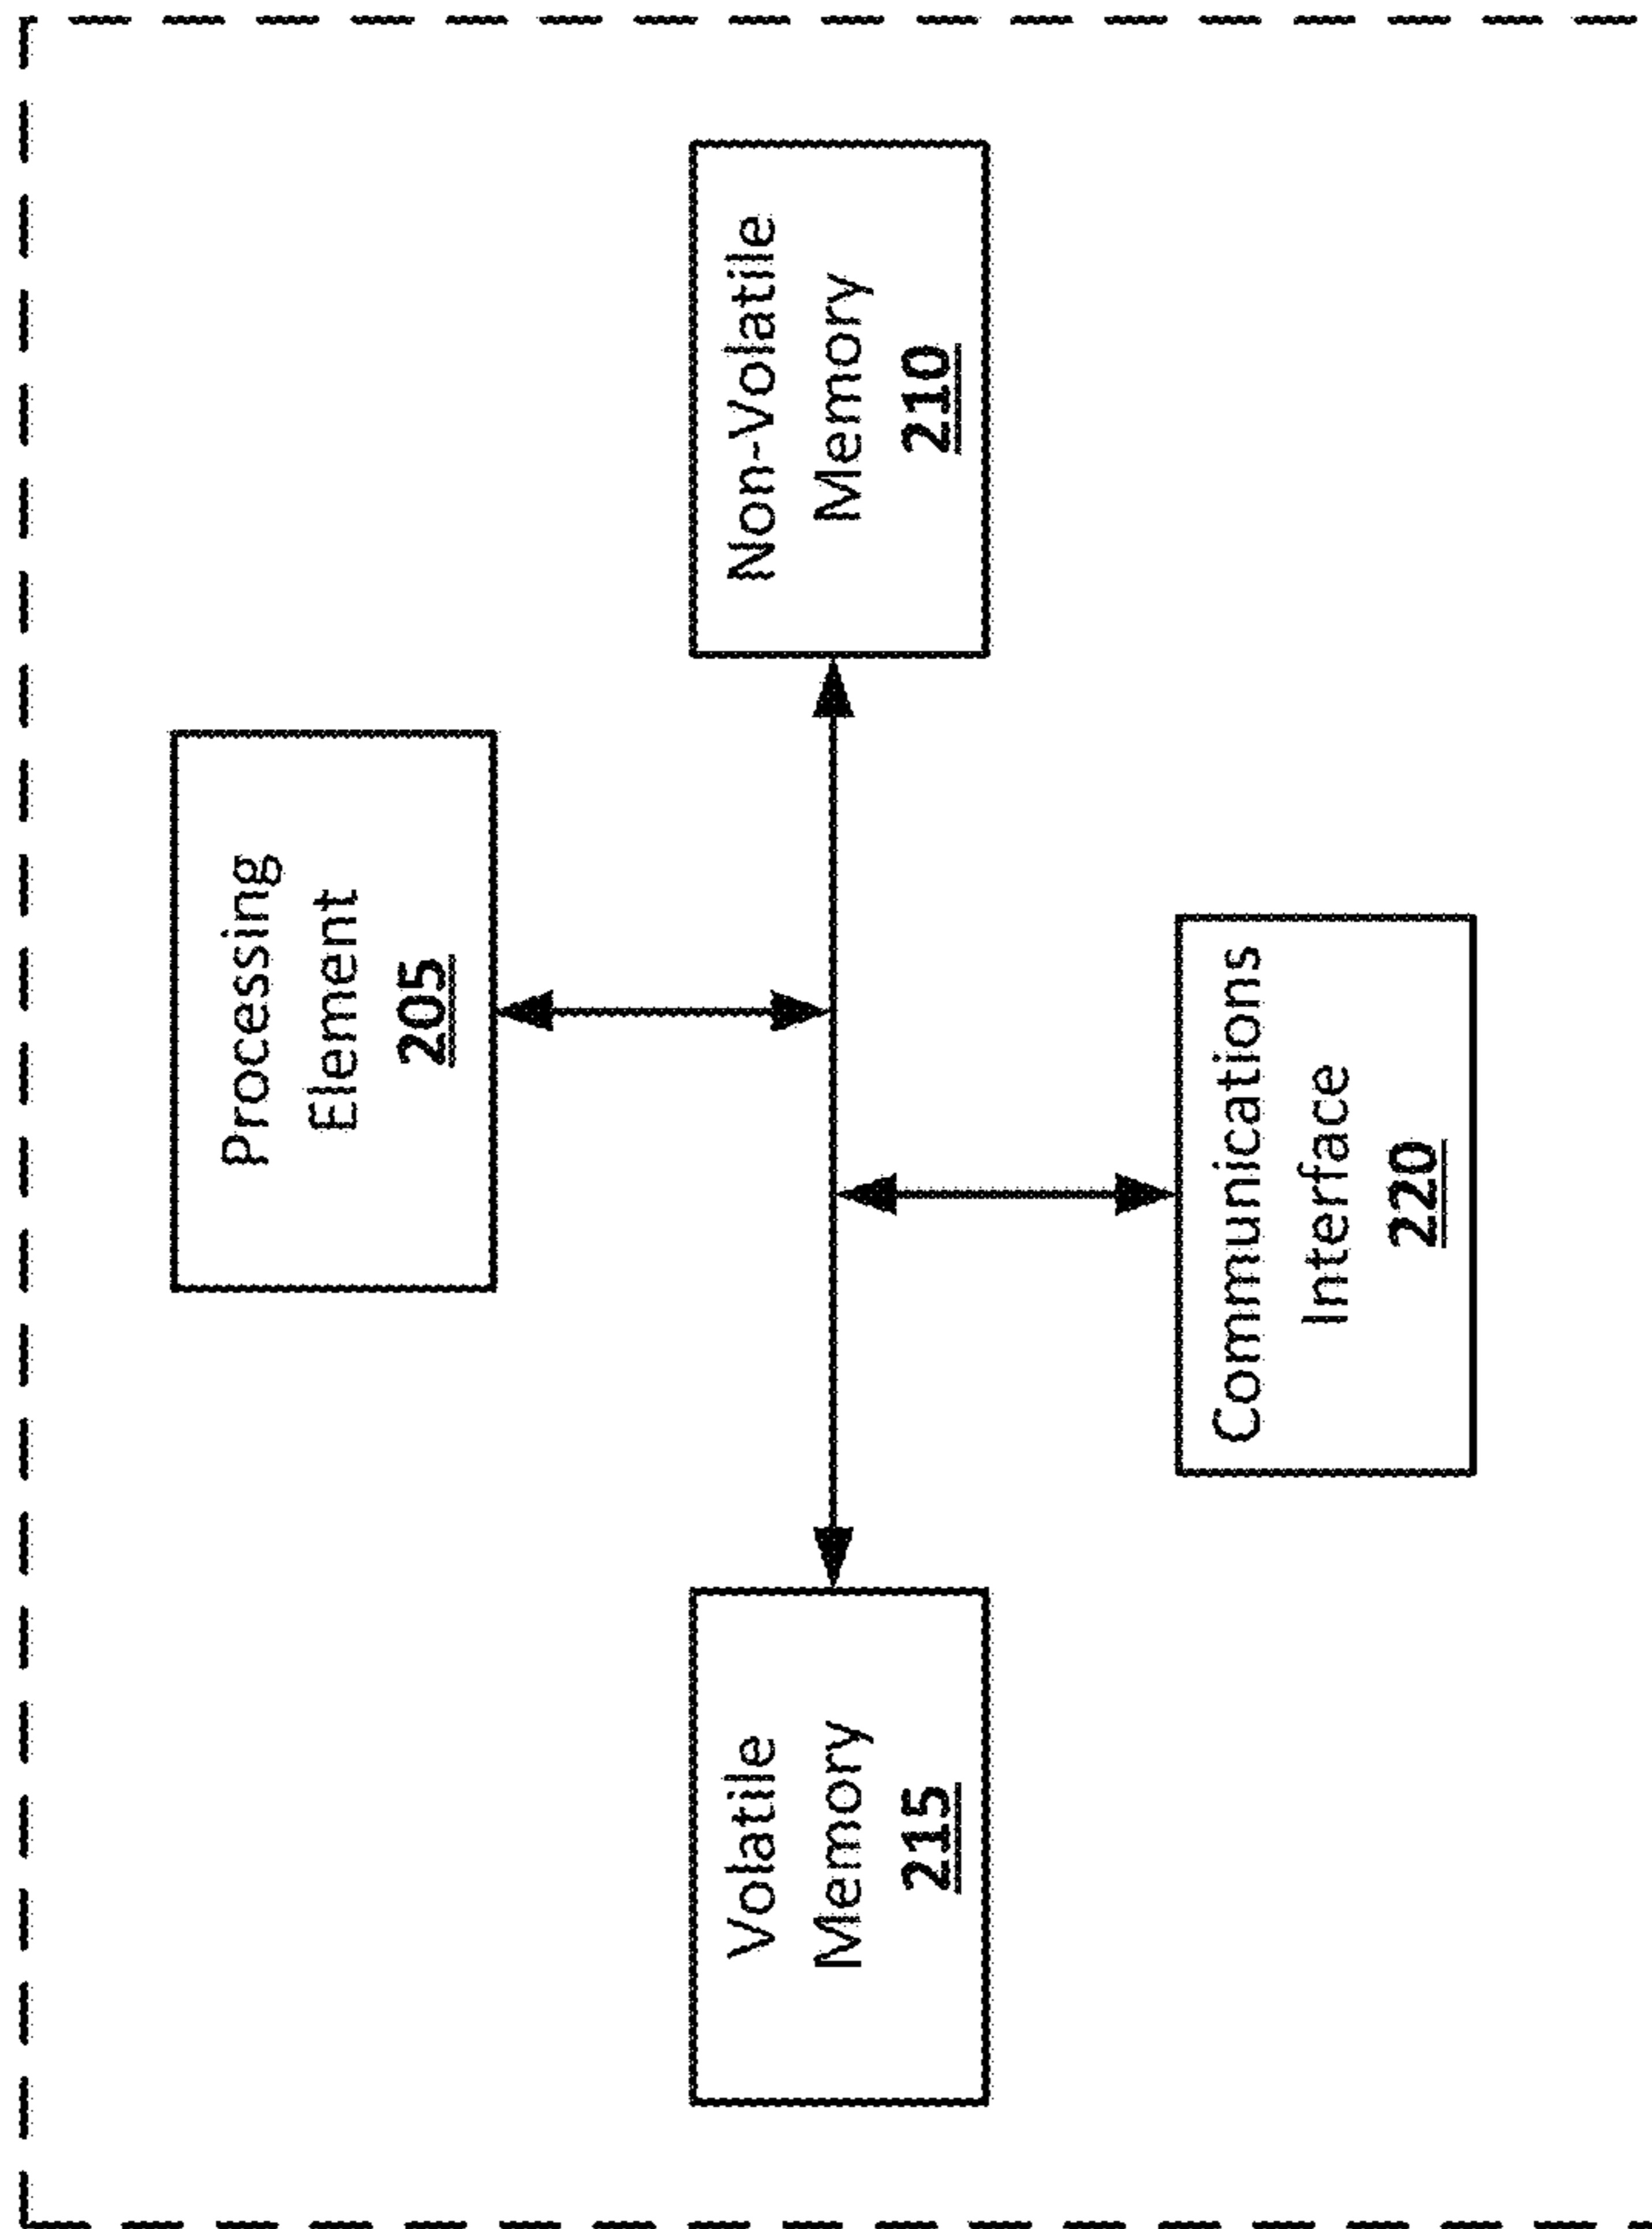 Processing
Element
205
Volatile
Memory
215
Non-Volatile
Memory
210
Communications
Interface
220